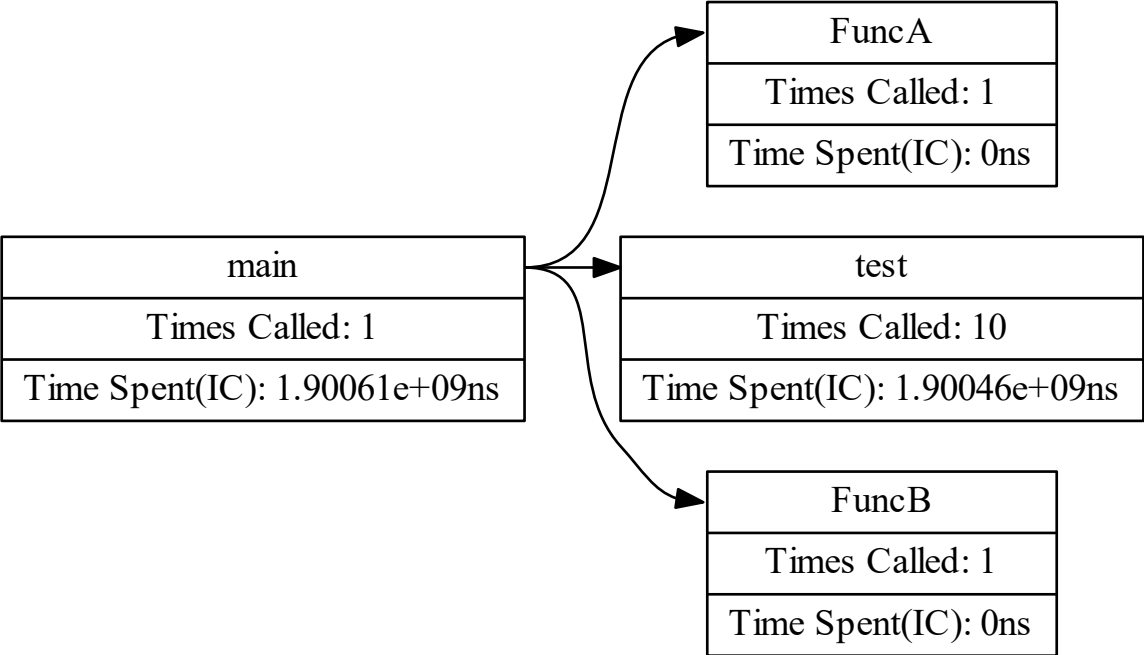 FuncA
Times Called: 1
Time Spent(IC): 0ns
main
Times Called: 1
Time Spent(IC): 1.90061e+09ns
test
Times Called: 10
Time Spent(IC): 1.90046e+09ns
FuncB
Times Called: 1
Time Spent(IC): 0ns